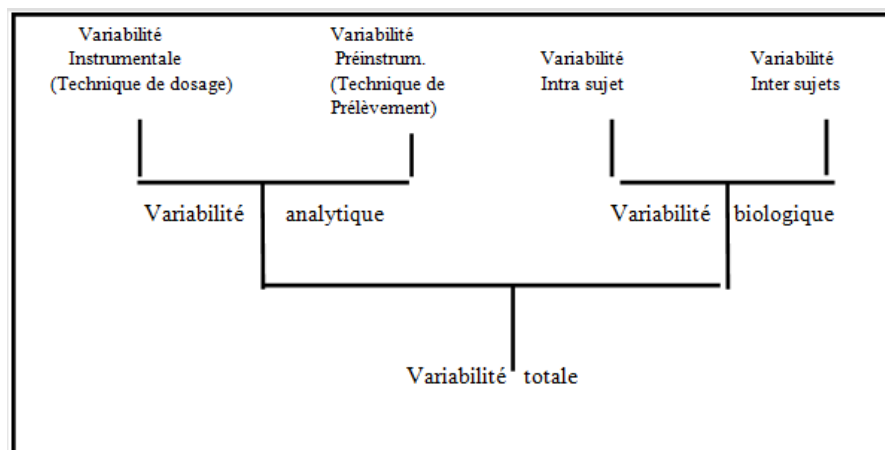 Variabilité
Instrumentale
(Technique de dosage)
Variabilité
Préinstrum.
(Technique de
Prélèvement)
Variabilité
Intra sujet
Variabilité
Inter sujets
Variabilité analytique
Variabilité biologique
Variabilité totale